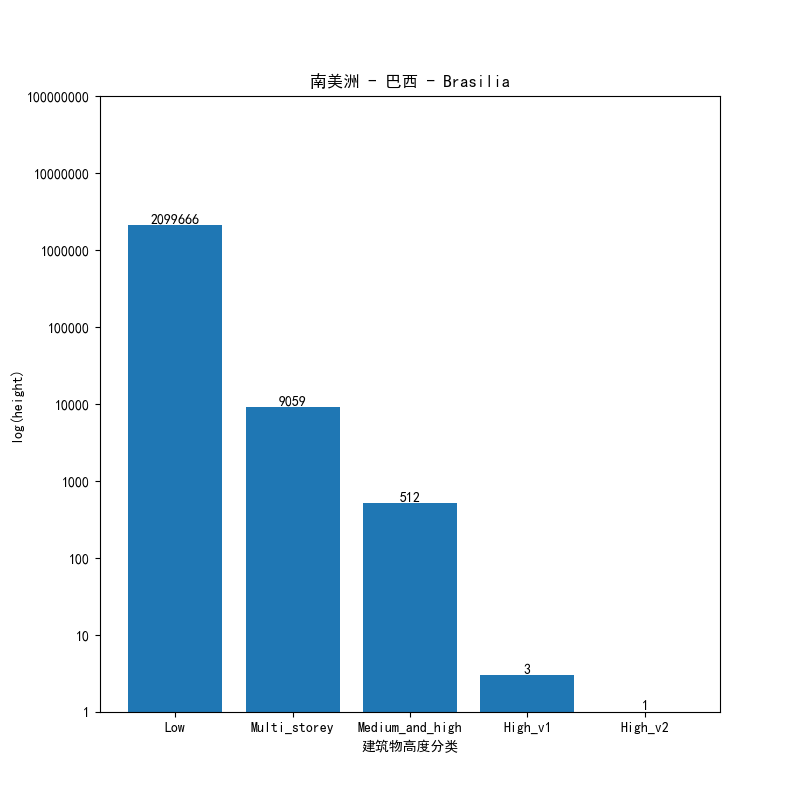 南美洲 - 巴西 - Brasilia
100000000
10000000
1000000
100000
10000
1000
100
10
1
log(height)
2099666
9059
512
3
1
Low
Multi_storey
Medium_and_high
High_v1
High_v2
建筑物高度分类